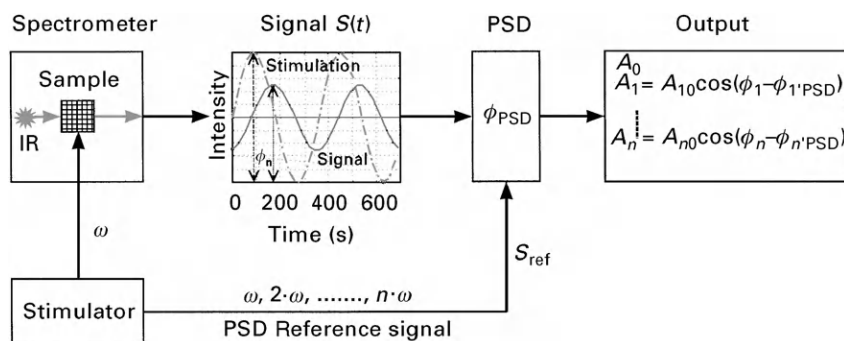 Spectrometer
Signal S(t)
PSD
Output
Sample
IR
Intensity
Stimulation
ϕn
Signal
0 200 400 600
Time (s)
ϕPSD
A0
A1 = A10cos(ϕ1–ϕ1'PSD)
An = An0cos(ϕn–ϕn'PSD)
ω
Sref
Stimulator
ω, 2·ω, ......., n·ω
PSD Reference signal